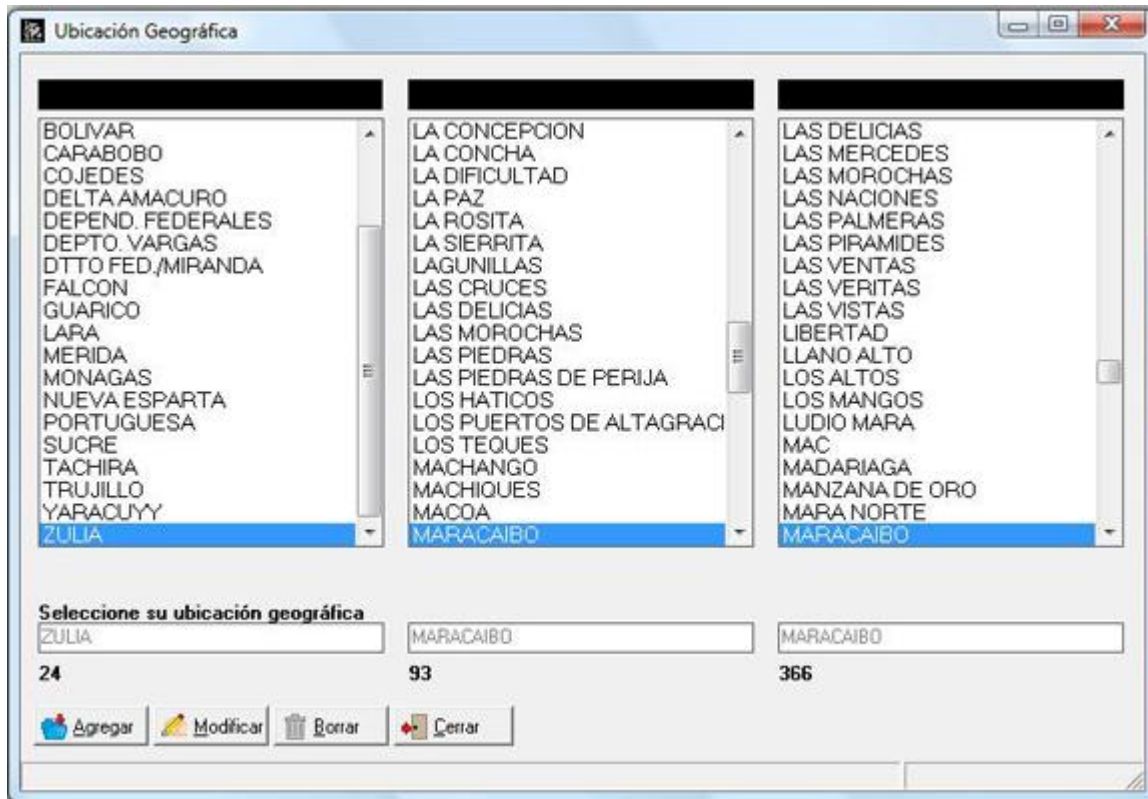 Ubicación Geográfica
BOLIVAR
CARABOBO
COJEDES
DELTA AMACURO
DEPEND. FEDERALES
DEPTO. VARGAS
DTTO FED./MIRANDA
FALCON
GUARICO
LARA
MERIDA
MONAGAS
NUEVA ESPARTA
PORTUGUESA
SUCRE
TACHIRA
TRUJILLO
YARACUYY
ZULIA
LA CONCEPCION
LA CONCHA
LA DIFICULTAD
LA PAZ
LA ROSITA
LA SIERRITA
LAGUNILLAS
LAS CRUCES
LAS DELICIAS
LAS MOROCHAS
LAS PIEDRAS
LAS PIEDRAS DE PERIJA
LOS HATICOS
LOS PUERTOS DE ALTAGRACI
LOS TEQUES
MACHANGO
MACHIQUES
MACOA
MARACAIBO
LAS DELICIAS
LAS MERCEDES
LAS MOROCHAS
LAS NACIONES
LAS PALMERAS
LAS PIRAMIDES
LAS VENTAS
LAS VERITAS
LAS VISTAS
LIBERTAD
LLANO ALTO
LOS ALTOS
LOS MANGOS
LUDIO MARA
MAC
MADARIAGA
MANZANA DE ORO
MARA NORTE
MARACAIBO
Seleccione su ubicación geográfica
ZULIA MARACAIBO MARACAIBO
24 93 366
Agregar Modificar Borrar Cerrar